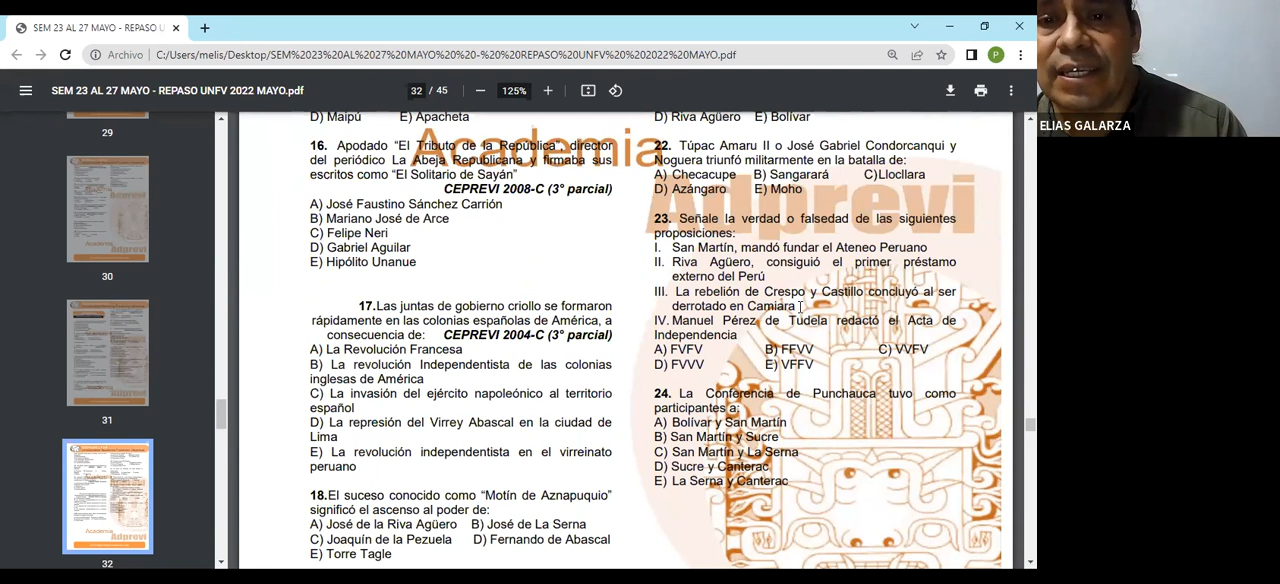 SEM 23 AL 27 MAYO - REPASO U
Archivo
C:/Users/melis/Desktop/SEM%2023%20AL%2027%20MAYO%20%20-%20%20REPASO%20UNFV%20%202022%20MAYO.pdf
P
SEM 23 AL 27 MAYO - REPASO UNFV 2022 MAYO.pdf
32 / 45
125%
ELIAS GALARZA
29
30
31
32
Academia
Adprevi
D) Maipú E) Apacheta
16. Apodado “El Tributo de la República”, director
del periódico La Abeja Republicana y firmaba sus
escritos como “El Solitario de Sayán”
CEPREVI 2008-C (3° parcial)
A) José Faustino Sánchez Carrión
B) Mariano José de Arce
C) Felipe Neri
D) Gabriel Aguilar
E) Hipólito Unanue
17.Las juntas de gobierno criollo se formaron
rápidamente en las colonias españolas de América, a
consecuencia de: CEPREVI 2004-C (3° parcial)
A) La Revolución Francesa
B) La revolución Independentista de las colonias
inglesas de América
C) La invasión del ejército napoleónico al territorio
español
D) La represión del Virrey Abascal en la ciudad de
Lima
E) La revolución independentista en el virreinato
peruano
18.El suceso conocido como “Motín de Aznapuquio”
significó el ascenso al poder de:
A) José de la Riva Agüero B) José de La Serna
C) Joaquín de la Pezuela D) Fernando de Abascal
E) Torre Tagle
D) Riva Agüero E) Bolívar
22. Túpac Amaru II o José Gabriel Condorcanqui y
Noguera triunfó militarmente en la batalla de:
A) Checacupe B) Sangarará C)Llocllara
D) Azángaro E) Moho
23. Señale la verdad o falsedad de las siguientes
proposiciones:
I. San Martín, mandó fundar el Ateneo Peruano
II. Riva Agüero, consiguió el primer préstamo
externo del Perú
III. La rebelión de Crespo y Castillo concluyó al ser
derrotado en Camiara
IV. Manuel Pérez de Tudela redactó el Acta de
Independencia
A) FVFV B) FFVV C) VVFV
D) FVVV E) VFFV
24. La Conferencia de Punchauca tuvo como
participantes a:
A) Bolívar y San Martín
B) San Martín y Sucre
C) San Martín y La Serna
D) Sucre y Canterac
E) La Serna y Canterac